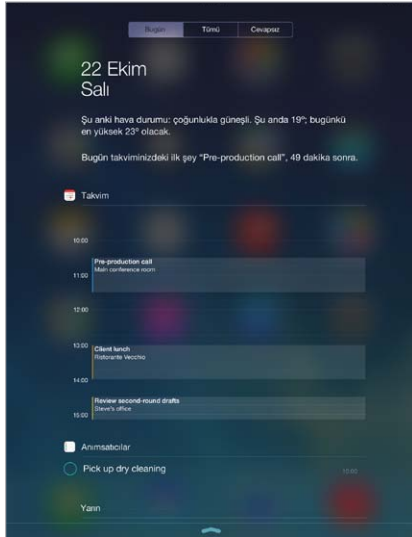 Bugün Tümü Cevapsız
22 Ekim
Salı
Şu anki hava durumu: çoğunlukla güneşli. Şu anda 19°; bugünkü
en yüksek 23° olacak.
Bugün takviminizdeki ilk şey “Pre-production call”, 49 dakika sonra.
Takvim
10:00
Pre-production call
Main conference room
11:00
12:00
13:00
Client lunch
Ristorante Vecchio
14:00
Review second-round drafts
Steve's office
15:00
Anımsatıcılar
Pick up dry cleaning 10:00
Yarın